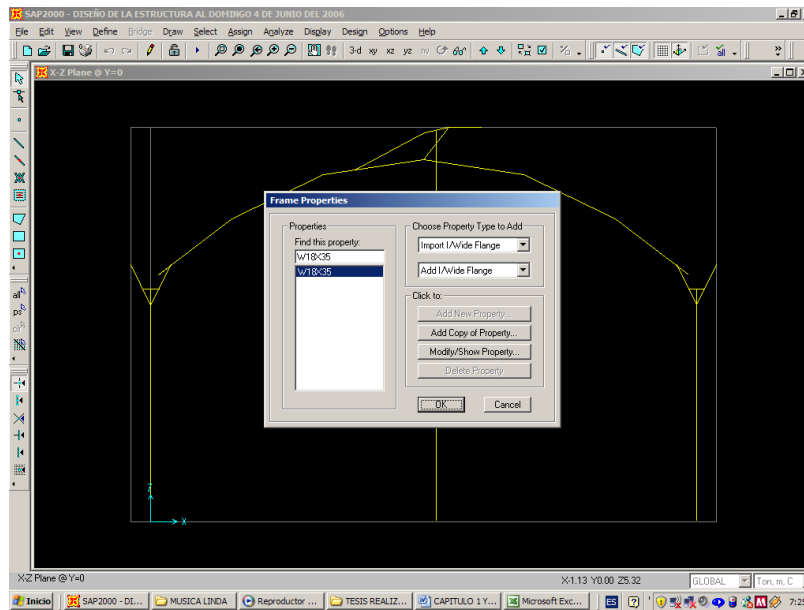 SAP2000 - DISEÑO DE LA ESTRUCTURA AL DOMINGO 4 DE JUNIO DEL 2006
File Edit View Define Bridge Draw Select Assign Analyze Display Design Options Help
3-d xy xz yz nv
X-Z Plane @ Y=0
Frame Properties
Properties
Find this property:
W18X35
W18X35
Choose Property Type to Add
Import I/Wide Flange
Add I/Wide Flange
Click to:
Add New Property...
Add Copy of Property...
Modify/Show Property...
Delete Property
OK Cancel
all
ps
clr
Z
X
X-Z Plane @ Y=0 X-1.13 Y0.00 Z5.32 GLOBAL Ton, m, C
Inicio SAP2000 - DI... MUSICA LINDA Reproductor ... TESIS REALIZ... CAPITULO 1 Y... Microsoft Exc... ES